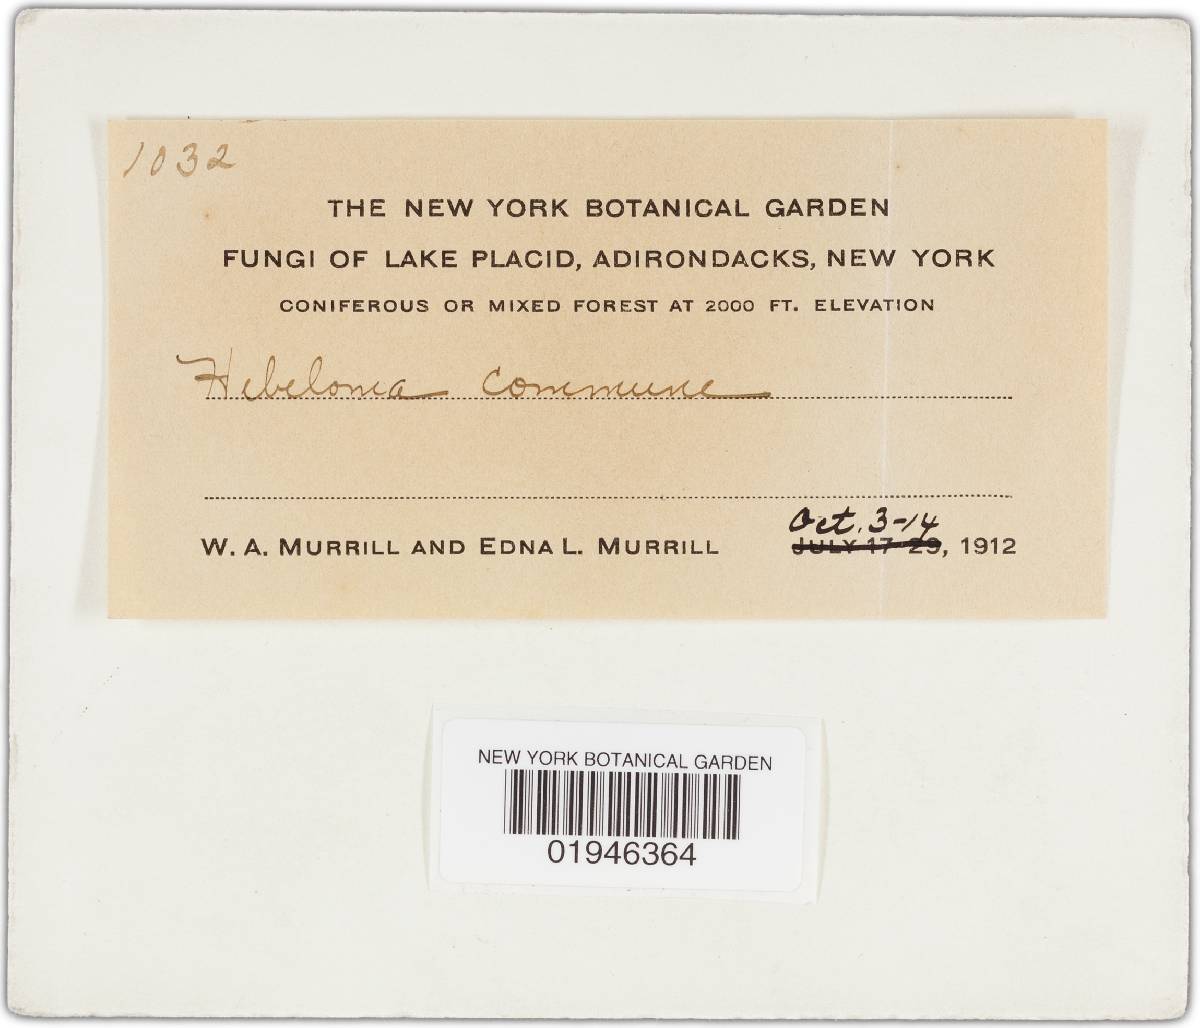 1032
THE NEW YORK BOTANICAL GARDEN
FUNGI OF LAKE PLACID, ADIRONDACKS, NEW YORK
CONIFEROUS OR MIXED FOREST AT 2000 FT. ELEVATION
Hebeloma commune
Oct. 3-14
W. A. MURRILL AND EDNA L. MURRILL JULY 17-29, 1912
NEW YORK BOTANICAL GARDEN
01946364